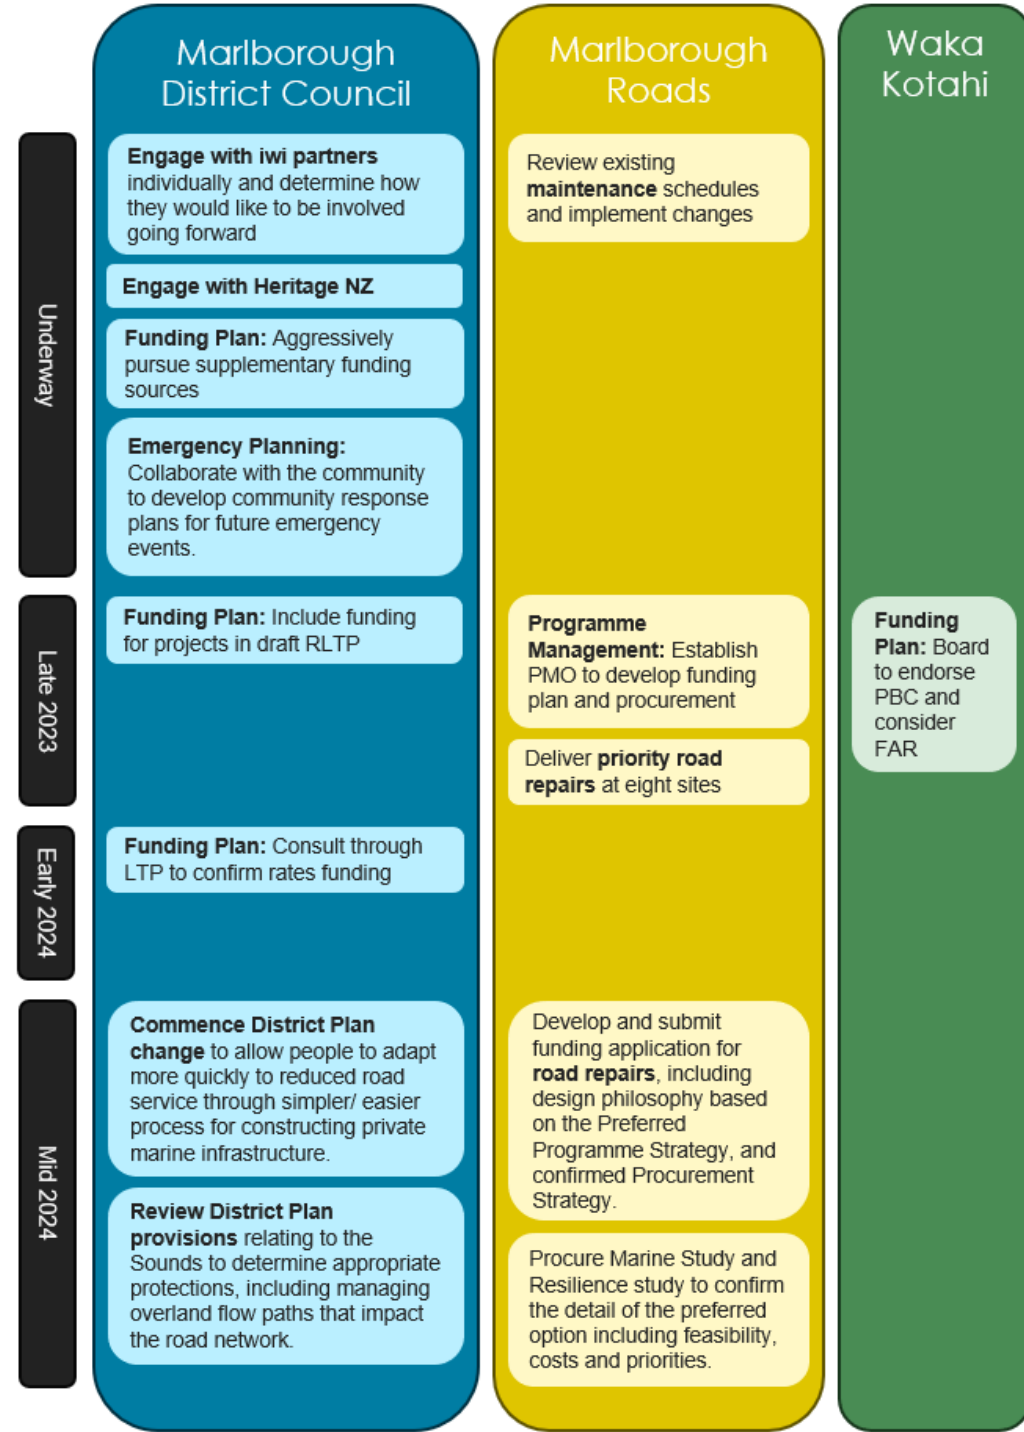 Marlborough
District Council
Marlborough
Roads
Waka
Kotahi
Underway
Engage with iwi partners
individually and determine how
they would like to be involved
going forward
Engage with Heritage NZ
Funding Plan: Aggressively
pursue supplementary funding
sources
Emergency Planning:
Collaborate with the community
to develop community response
plans for future emergency
events.
Review existing
maintenance schedules
and implement changes
Late 2023
Funding Plan: Include funding
for projects in draft RLTP
Programme
Management: Establish
PMO to develop funding
plan and procurement
Deliver priority road
repairs at eight sites
Funding
Plan: Board
to endorse
PBC and
consider
FAR
Early 2024
Funding Plan: Consult through
LTP to confirm rates funding
Mid 2024
Commence District Plan
change to allow people to adapt
more quickly to reduced road
service through simpler/ easier
process for constructing private
marine infrastructure.
Review District Plan
provisions relating to the
Sounds to determine appropriate
protections, including managing
overland flow paths that impact
the road network.
Develop and submit
funding application for
road repairs, including
design philosophy based
on the Preferred
Programme Strategy, and
confirmed Procurement
Strategy.
Procure Marine Study and
Resilience study to confirm
the detail of the preferred
option including feasibility,
costs and priorities.